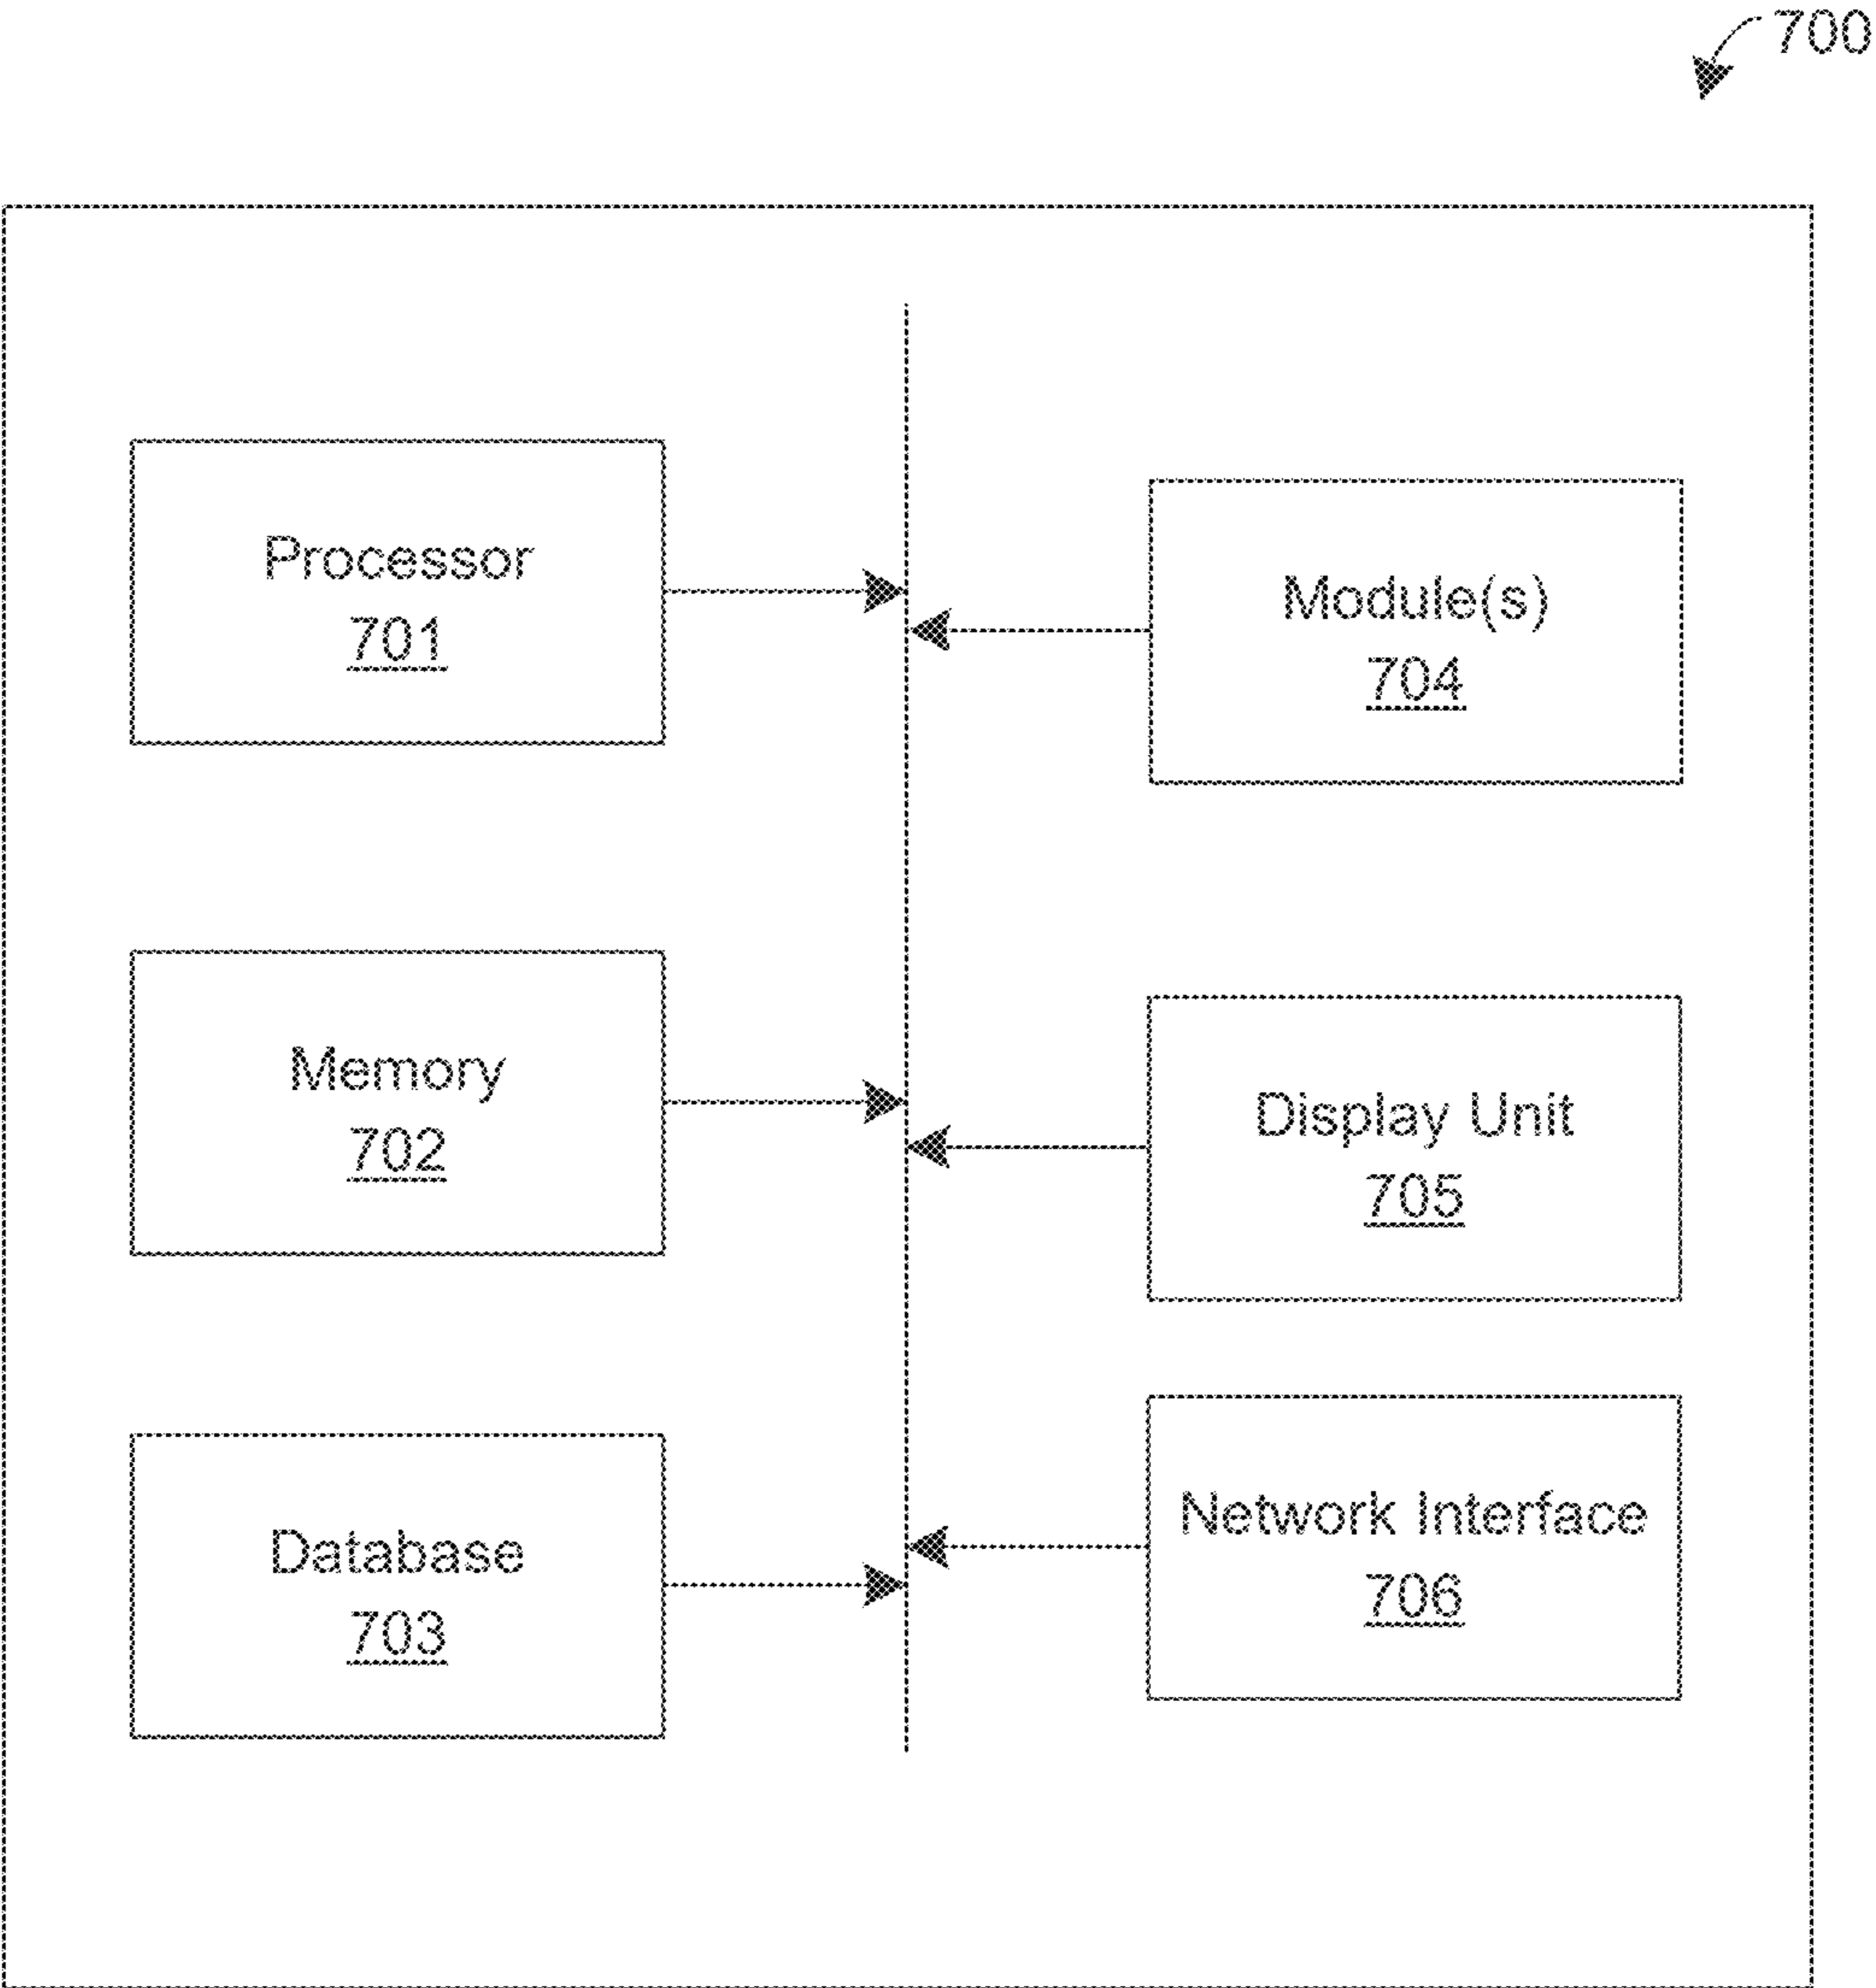 700
Processor
701
Module(s)
704
Memory
702
Display Unit
705
Database
703
Network Interface
706